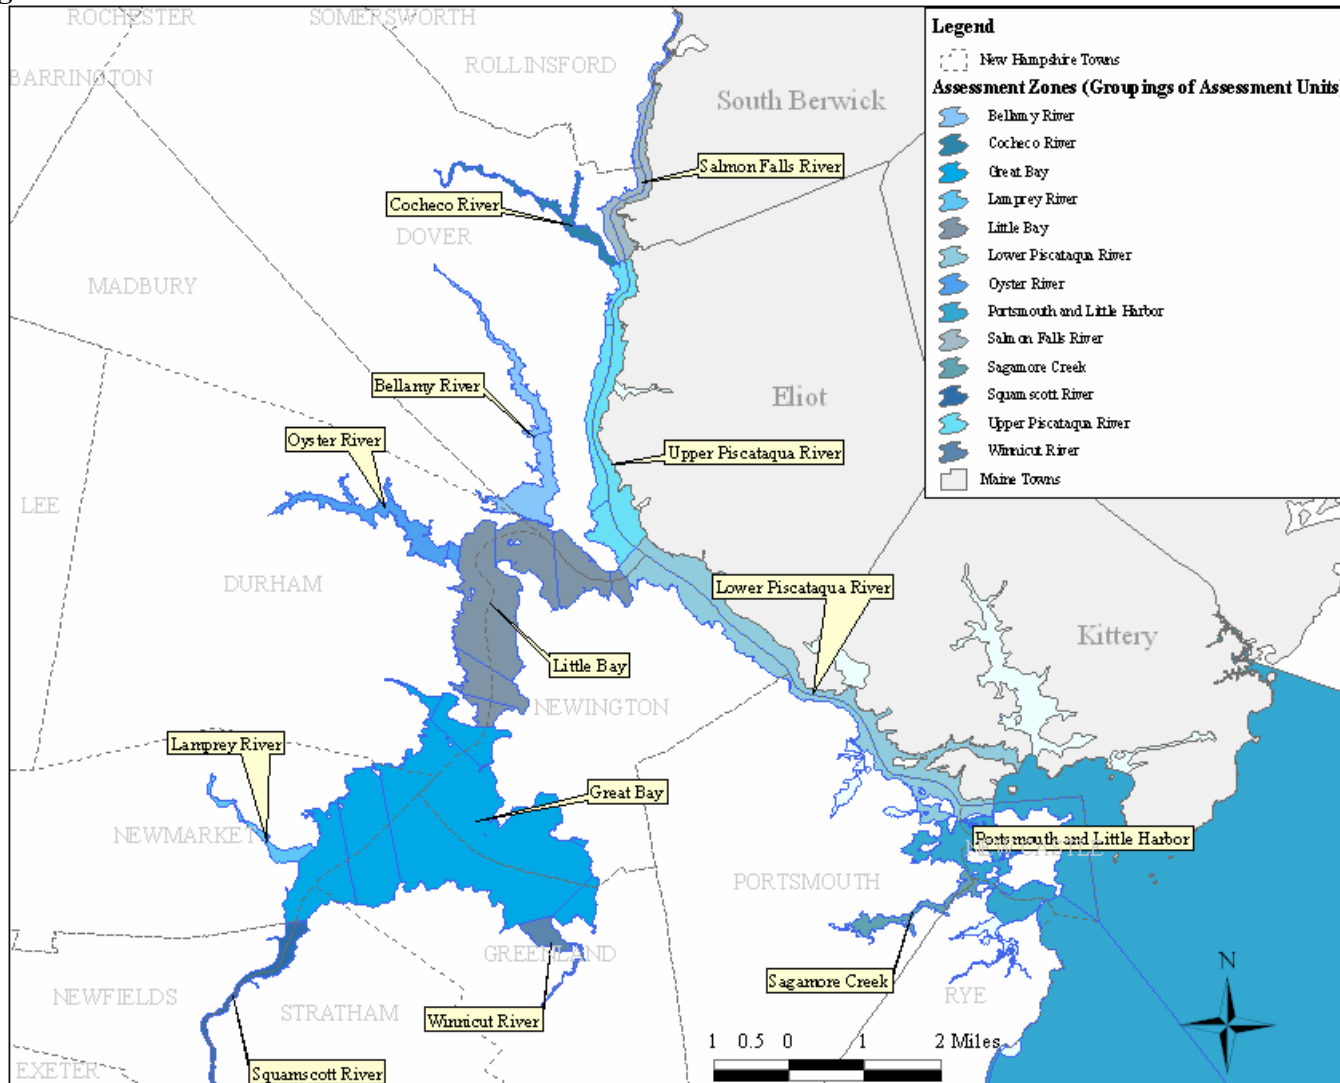 ROCHESTER
SOMERSWORTH
BARRINGTON
ROLLINSFORD
South Berwick
Salmon Falls River
Cocheco River
DOVER
MADBURY
Bellamy River
Eliot
Oyster River
Upper Piscataqua River
LEE
DURHAM
Lower Piscataqua River
Kittery
Little Bay
NEWINGTON
Lamprey River
Great Bay
NEWMARKET
Portsmouth and Little Harbor
NEW CASTLE
PORTSMOUTH
GREENLAND
Sagamore Creek
RYE
NEWFIELDS
STRATHAM
Winnicut River
EXETER
Squamscott River
Legend
New Hampshire Towns
Assessment Zones (Groupings of Assessment Units)
Bellamy River
Cocheco River
Great Bay
Lamprey River
Little Bay
Lower Piscataqua River
Oyster River
Portsmouth and Little Harbor
Salmon Falls River
Sagamore Creek
Squamscott River
Upper Piscataqua River
Winnicut River
Maine Towns
N
1 0.5 0 1 2 Miles